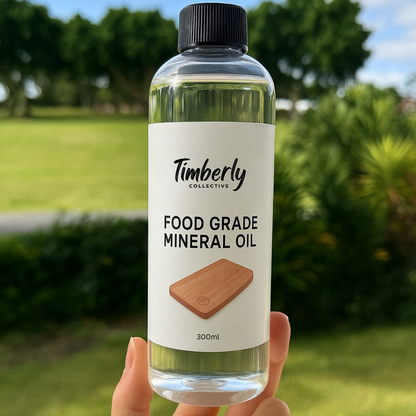 Timberly
COLLECTIVE
FOOD GRADE
MINERAL OIL
300ml